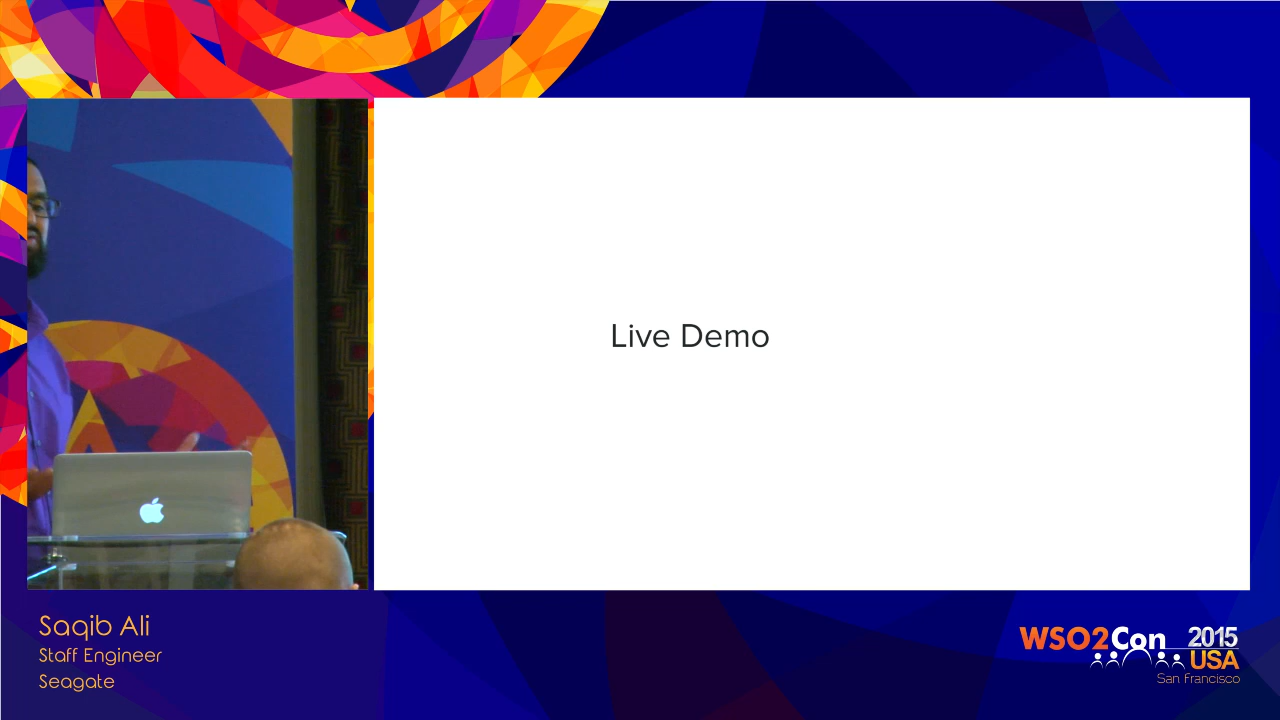 Live Demo
Saqib Ali
Staff Engineer
Seagate
WSO2Con 2015
USA
San Francisco